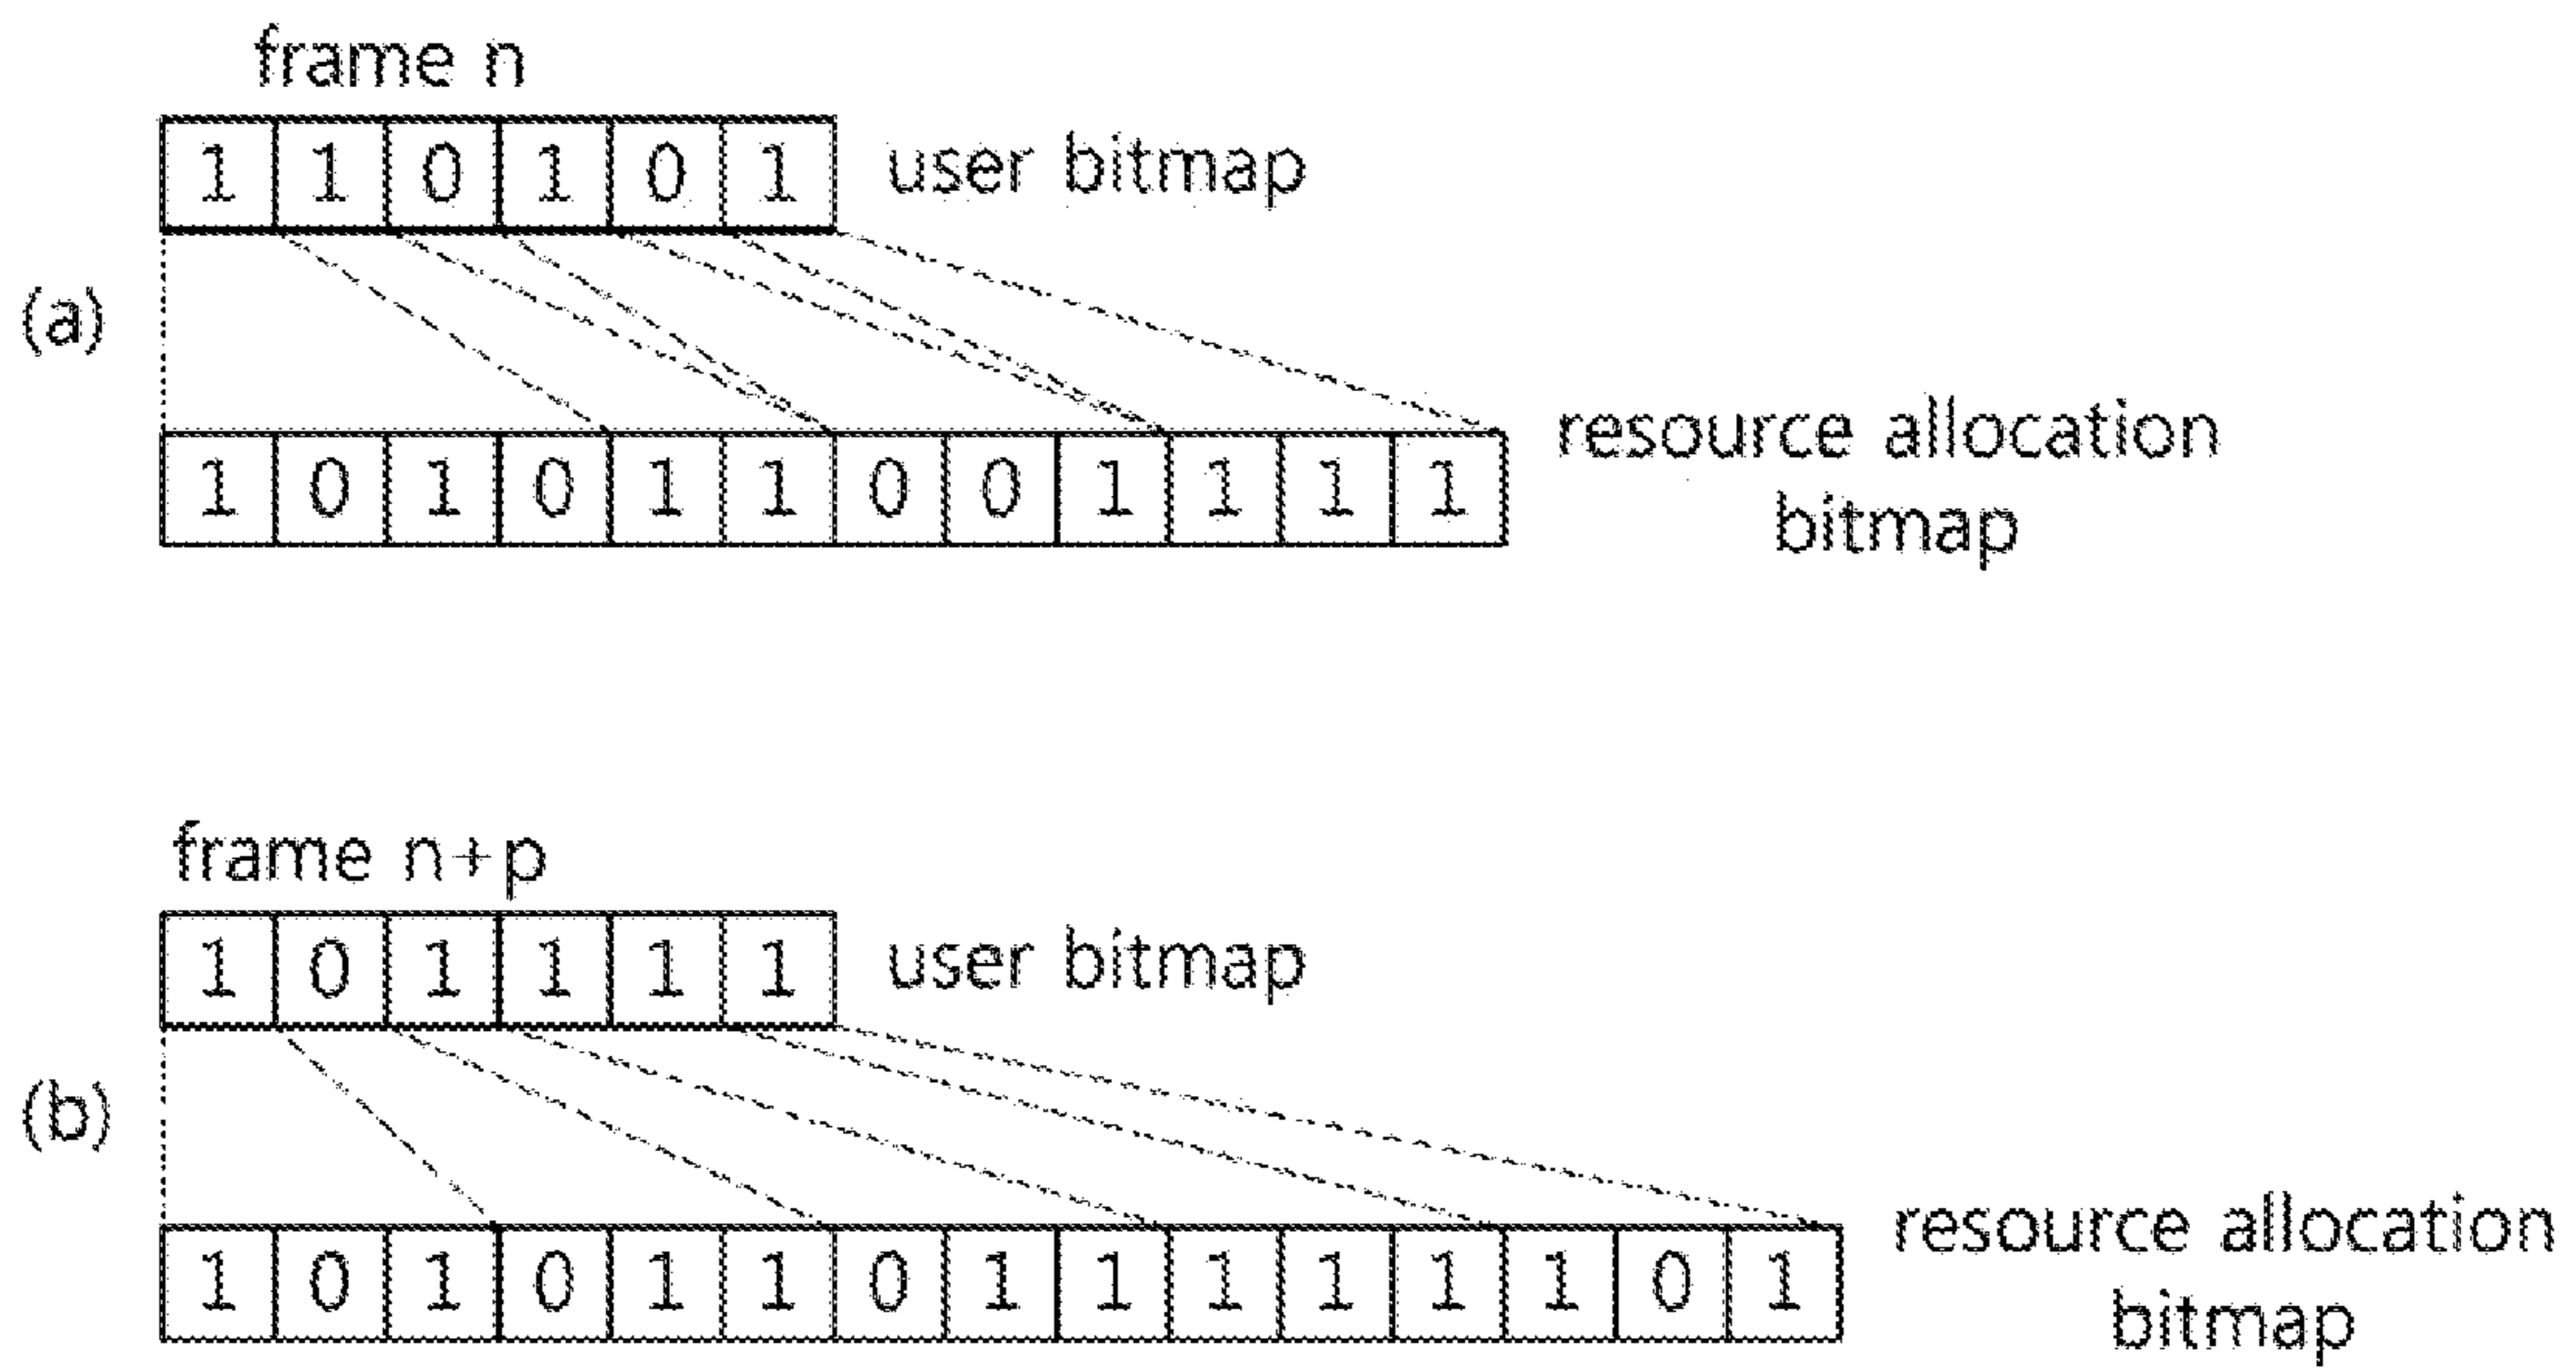 frame n
1 1 0 1 0 1 user bitmap
(a)
1 0 1 0 1 1 0 0 1 1 1 1
resource allocation
bitmap
frame n+p
1 0 1 1 1 1 user bitmap
(b)
1 0 1 0 1 1 0 1 1 1 1 1 1 0 1
resource allocation
bitmap